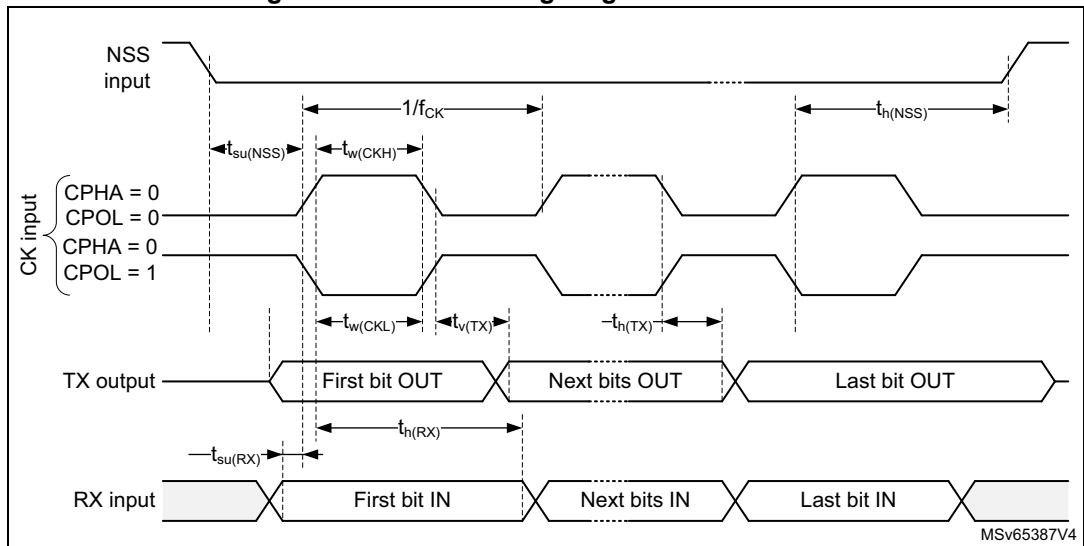 NSS
input
1/fCK
th(NSS)
tsu(NSS)
tw(CKH)
CK input
CPHA = 0
CPOL = 0
CPHA = 0
CPOL = 1
tw(CKL)
tv(TX)
th(TX)
TX output
First bit OUT
Next bits OUT
Last bit OUT
th(RX)
tsu(RX)
RX input
First bit IN
Next bits IN
Last bit IN
MSv65387V4